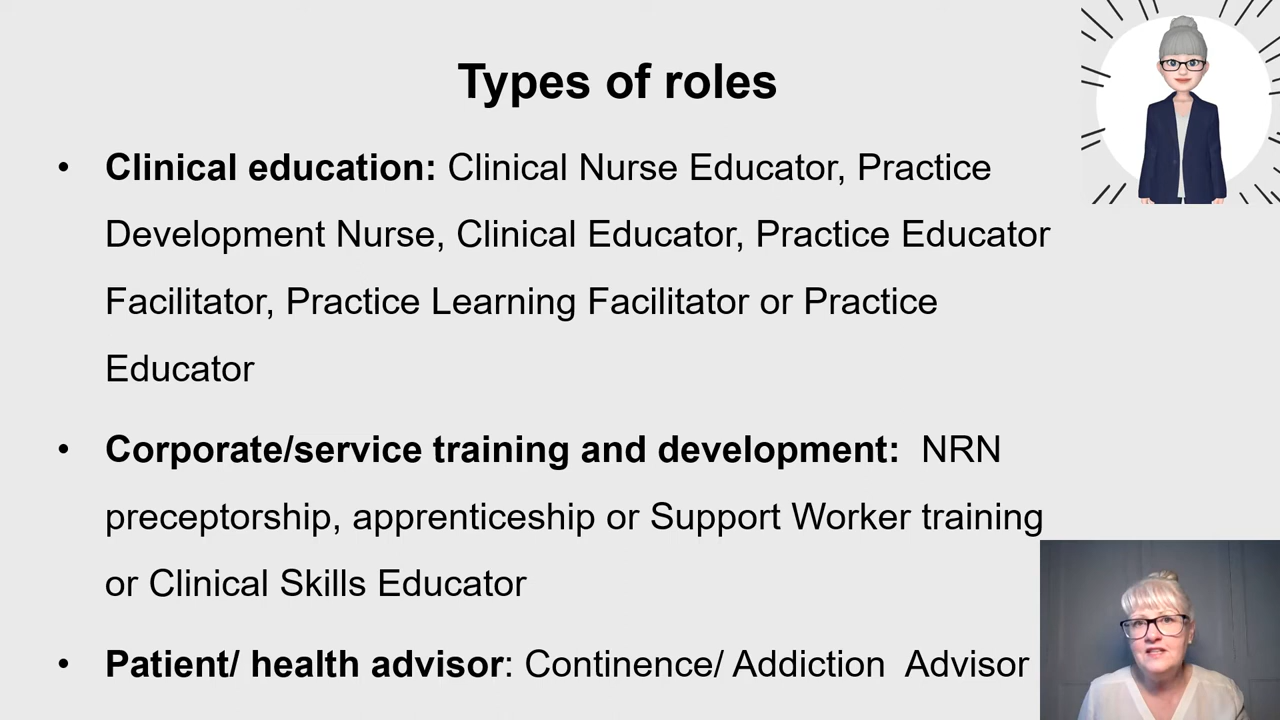 Types of roles
• Clinical education: Clinical Nurse Educator, Practice
Development Nurse, Clinical Educator, Practice Educator
Facilitator, Practice Learning Facilitator or Practice
Educator
• Corporate/service training and development:  NRN
preceptorship, apprenticeship or Support Worker training
or Clinical Skills Educator
• Patient/ health advisor: Continence/ Addiction  Advisor